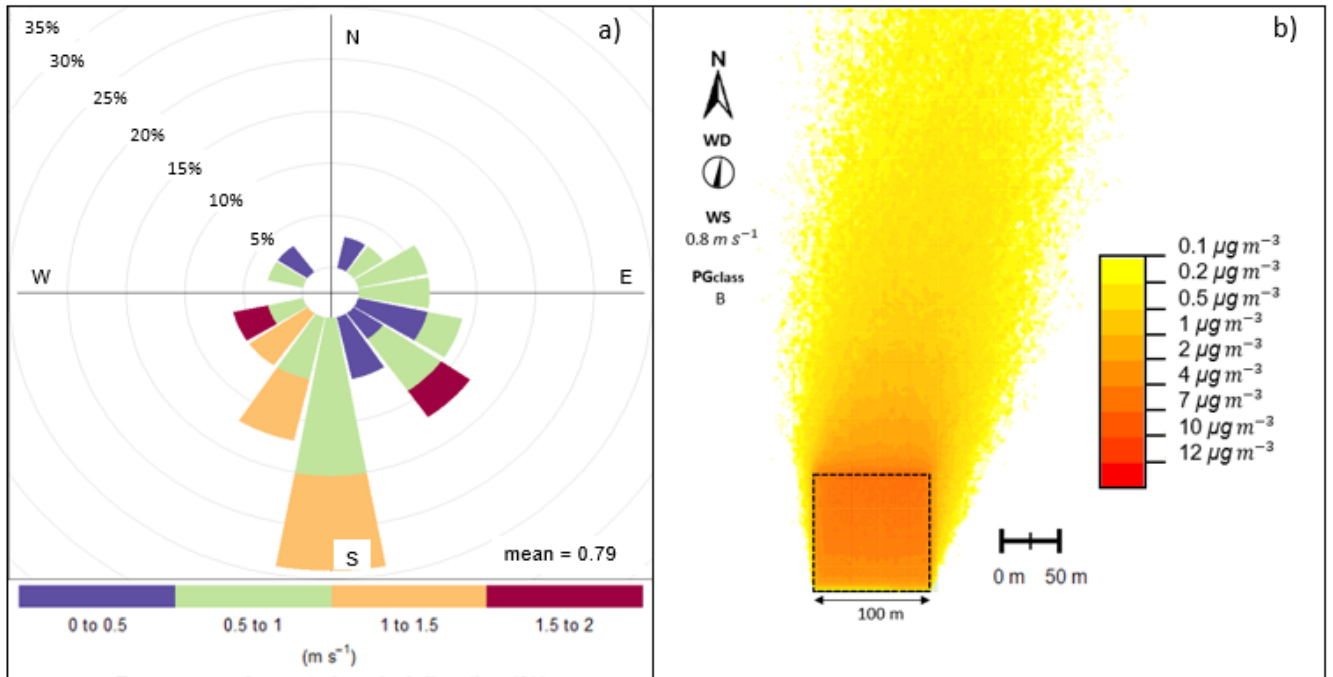 a)
N
35%
30%
25%
20%
15%
10%
5%
W
E
S
mean = 0.79
0 to 0.5
0.5 to 1
1 to 1.5
1.5 to 2
(m s⁻¹)
b)
N
WD
WS
0.8 m s⁻¹
PGclass
B
0.1 μg m⁻³
0.2 μg m⁻³
0.5 μg m⁻³
1 μg m⁻³
2 μg m⁻³
4 μg m⁻³
7 μg m⁻³
10 μg m⁻³
12 μg m⁻³
0 m 50 m
100 m